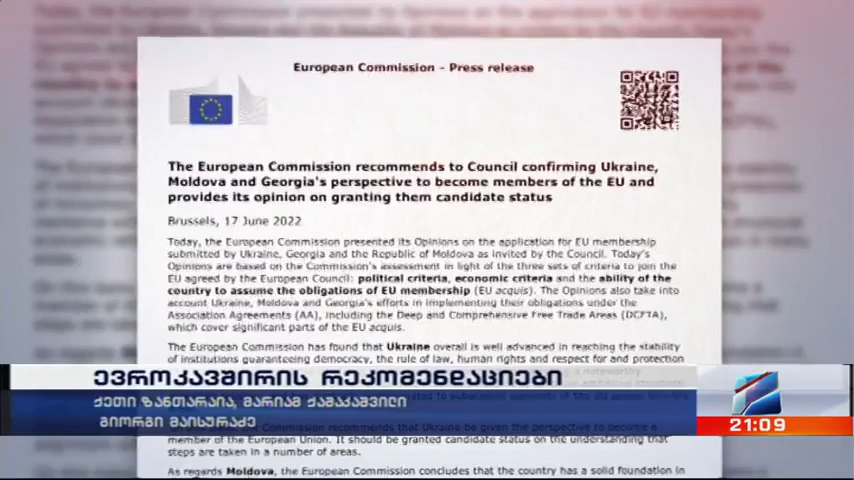 European Commission - Press release
The European Commission recommends to Council confirming Ukraine,
Moldova and Georgia's perspective to become members of the EU and
provides its opinion on granting them candidate status
Brussels, 17 June 2022
Today, the European Commission presented its Opinions on the application for EU membership
submitted by Ukraine, Georgia and the Republic of Moldova as invited by the Council. Today's
Opinions are based on the Commission's assessment in light of the three sets of criteria to join the
EU agreed by the European Council: political criteria, economic criteria and the ability of the
country to assume the obligations of EU membership (EU acquis). The Opinions also take into
account Ukraine, Moldova and Georgia's efforts in implementing their obligations under the
Association Agreements (AA), including the Deep and Comprehensive Free Trade Areas (DCFTA),
which cover significant parts of the EU acquis.
The European Commission has found that Ukraine overall is well advanced in reaching the stability
of institutions guaranteeing democracy, the rule of law, human rights and respect for and protection
ევროკავშირის რეკომენდაციები
ქეთი ზანთარაია, მარიამ ქაშაკაშვილი
გიორგი მაისურაძე
21:09
recommends that Ukraine be given the perspective to become a
member of the European Union. It should be granted candidate status on the understanding that
steps are taken in a number of areas.
As regards Moldova, the European Commission concludes that the country has a solid foundation in